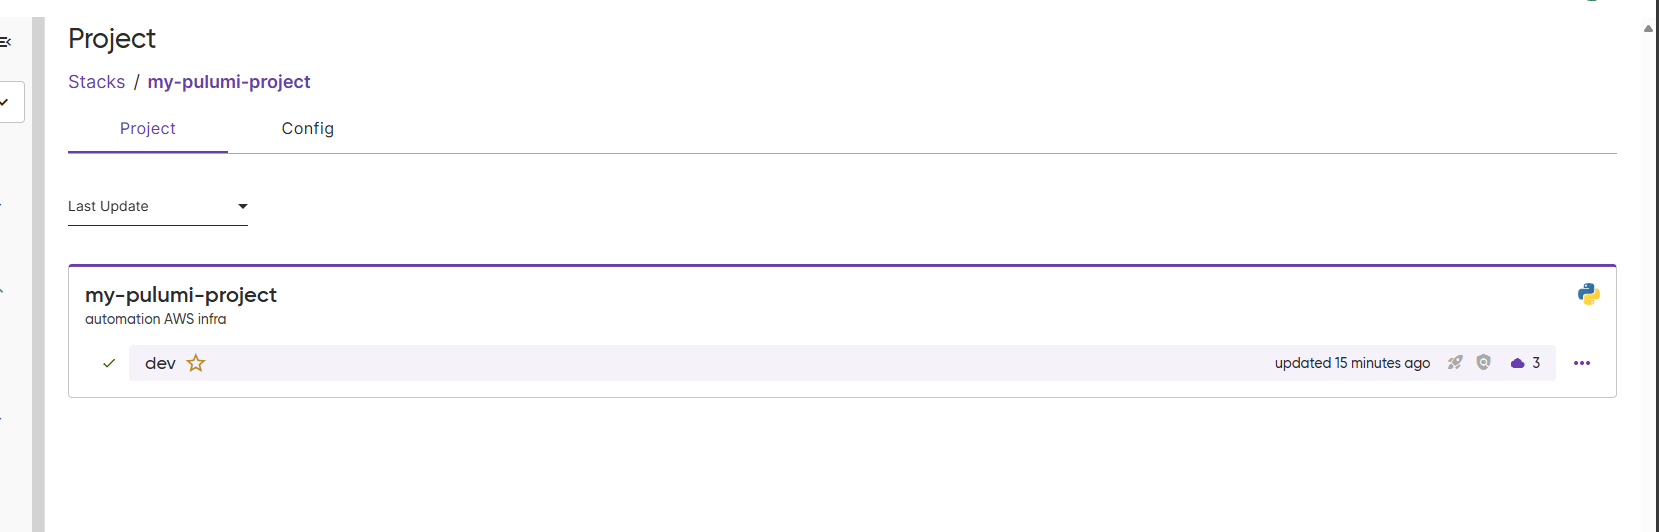 Project
Stacks / my-pulumi-project
Project Config
Last Update
my-pulumi-project
automation AWS infra
dev updated 15 minutes ago 3